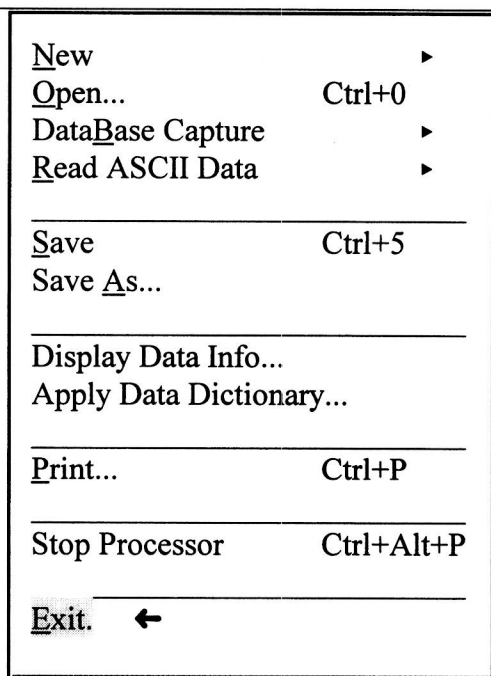 New ▸
Open... Ctrl+0
DataBase Capture ▸
Read ASCII Data ▸
Save Ctrl+5
Save As...
Display Data Info...
Apply Data Dictionary...
Print... Ctrl+P
Stop Processor Ctrl+Alt+P
Exit. ←